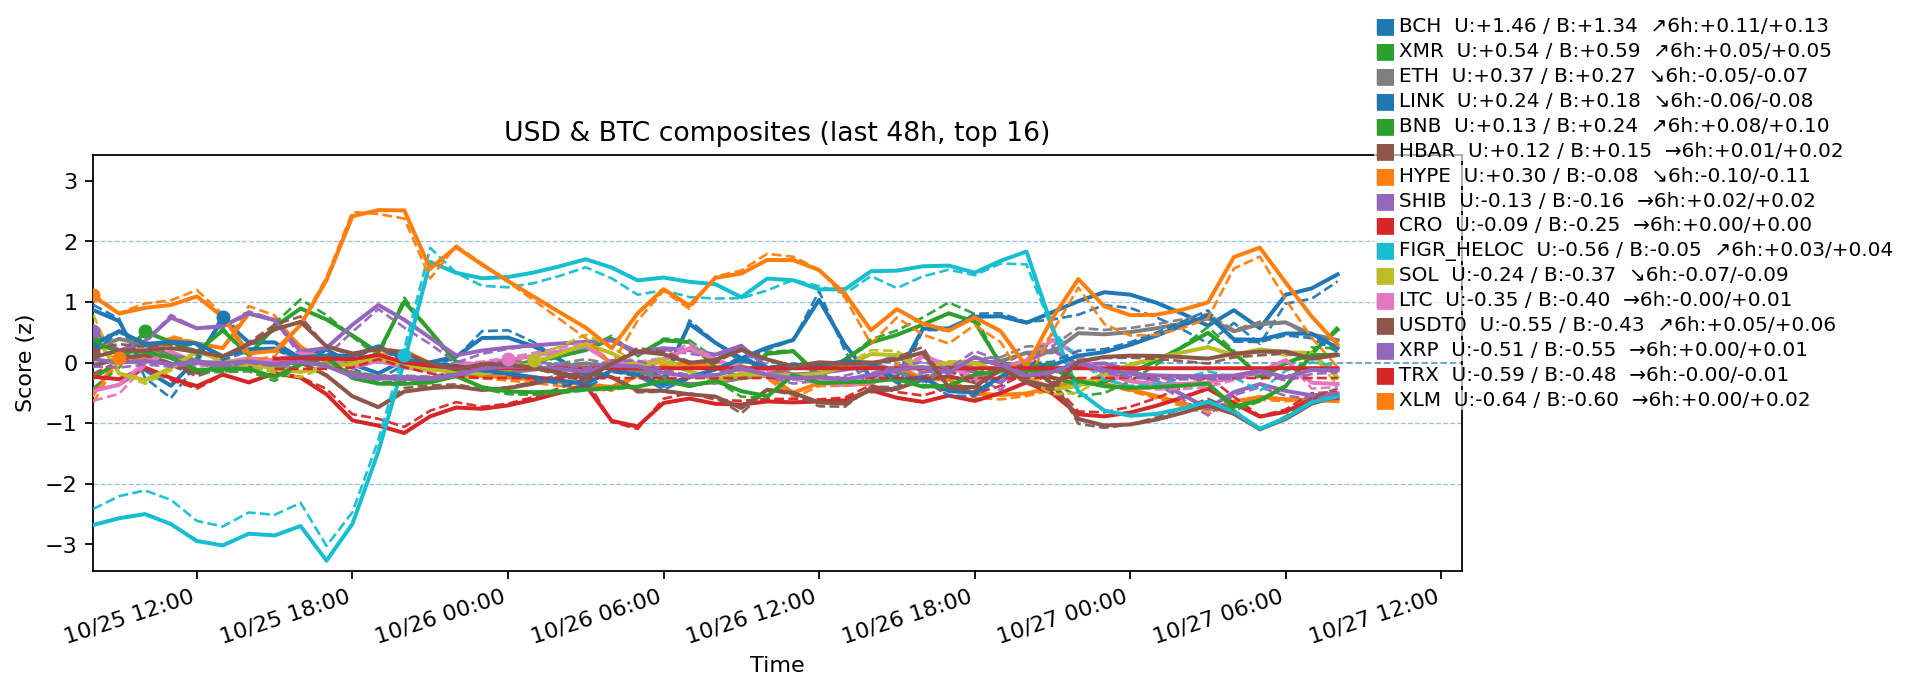 BCH  U:+1.46 / B:+1.34  ↗6h:+0.11/+0.13
XMR  U:+0.54 / B:+0.59  ↗6h:+0.05/+0.05
ETH  U:+0.37 / B:+0.27  ↘6h:-0.05/-0.07
LINK  U:+0.24 / B:+0.18  ↘6h:-0.06/-0.08
BNB  U:+0.13 / B:+0.24  ↗6h:+0.08/+0.10
HBAR  U:+0.12 / B:+0.15  →6h:+0.01/+0.02
HYPE  U:+0.30 / B:-0.08  ↘6h:-0.10/-0.11
SHIB  U:-0.13 / B:-0.16  →6h:+0.02/+0.02
CRO  U:-0.09 / B:-0.25  →6h:+0.00/+0.00
FIGR_HELOC  U:-0.56 / B:-0.05  ↗6h:+0.03/+0.04
SOL  U:-0.24 / B:-0.37  ↘6h:-0.07/-0.09
LTC  U:-0.35 / B:-0.40  →6h:-0.00/+0.01
USDT0  U:-0.55 / B:-0.43  ↗6h:+0.05/+0.06
XRP  U:-0.51 / B:-0.55  →6h:+0.00/+0.01
TRX  U:-0.59 / B:-0.48  →6h:-0.00/-0.01
XLM  U:-0.64 / B:-0.60  →6h:+0.00/+0.02
USD & BTC composites (last 48h, top 16)
Score (z)
3
2
1
0
−1
−2
−3
10/25 12:00
10/25 18:00
10/26 00:00
10/26 06:00
10/26 12:00
10/26 18:00
10/27 00:00
10/27 06:00
10/27 12:00
Time